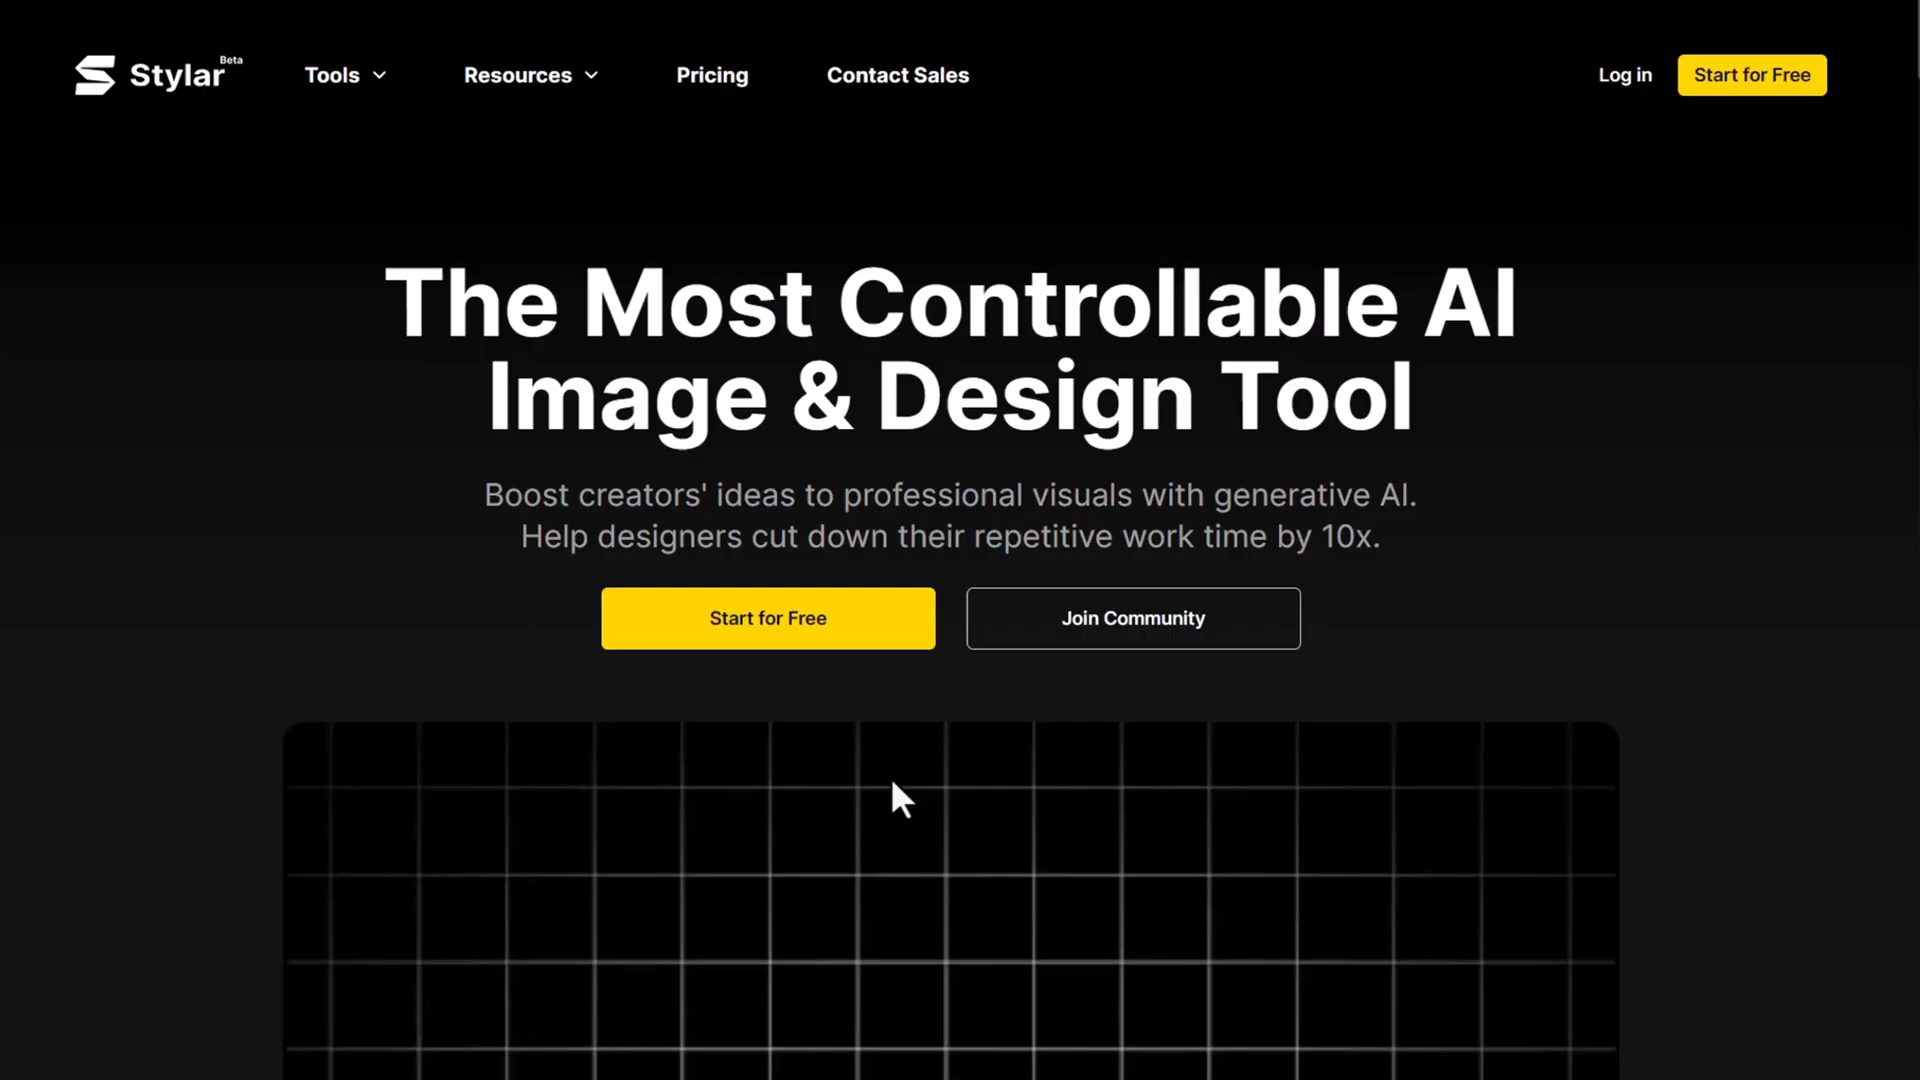 Stylar Beta
Tools
Resources
Pricing
Contact Sales
Log in
Start for Free
The Most Controllable AI
Image & Design Tool
Boost creators' ideas to professional visuals with generative AI.
Help designers cut down their repetitive work time by 10x.
Start for Free
Join Community